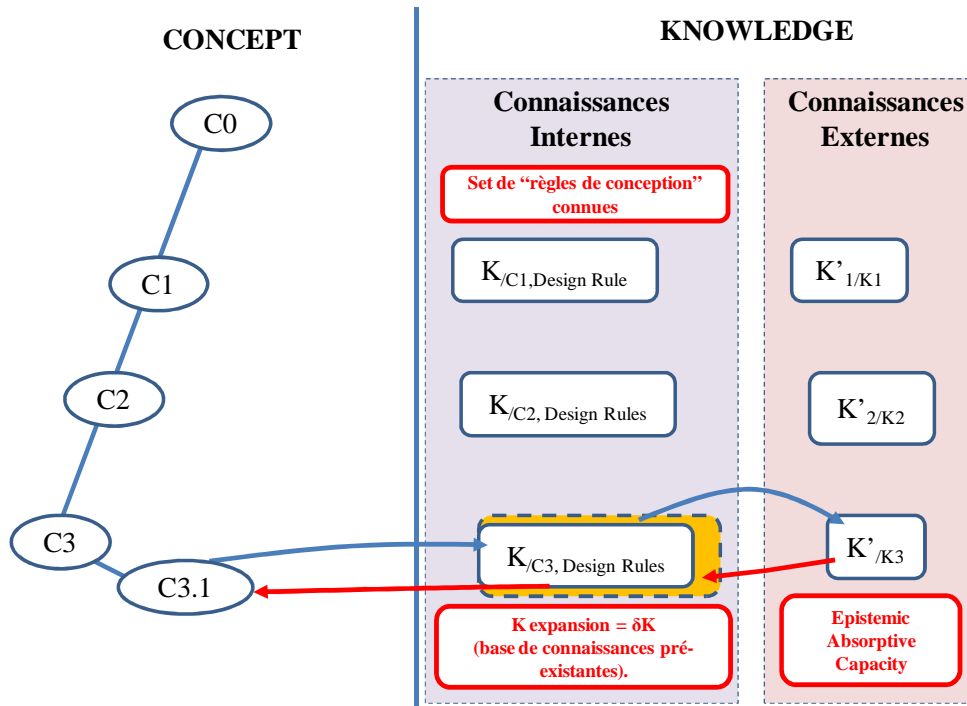 CONCEPT
KNOWLEDGE
Connaissances
Internes
Connaissances
Externes
C0
Set de “règles de conception”
connues
C1
K/C1,Design Rule
K’1/K1
C2
K/C2, Design Rules
K’2/K2
C3
C3.1
K/C3, Design Rules
K’/K3
K expansion = δK
(base de connaissances pré-
existantes).
Epistemic
Absorptive
Capacity